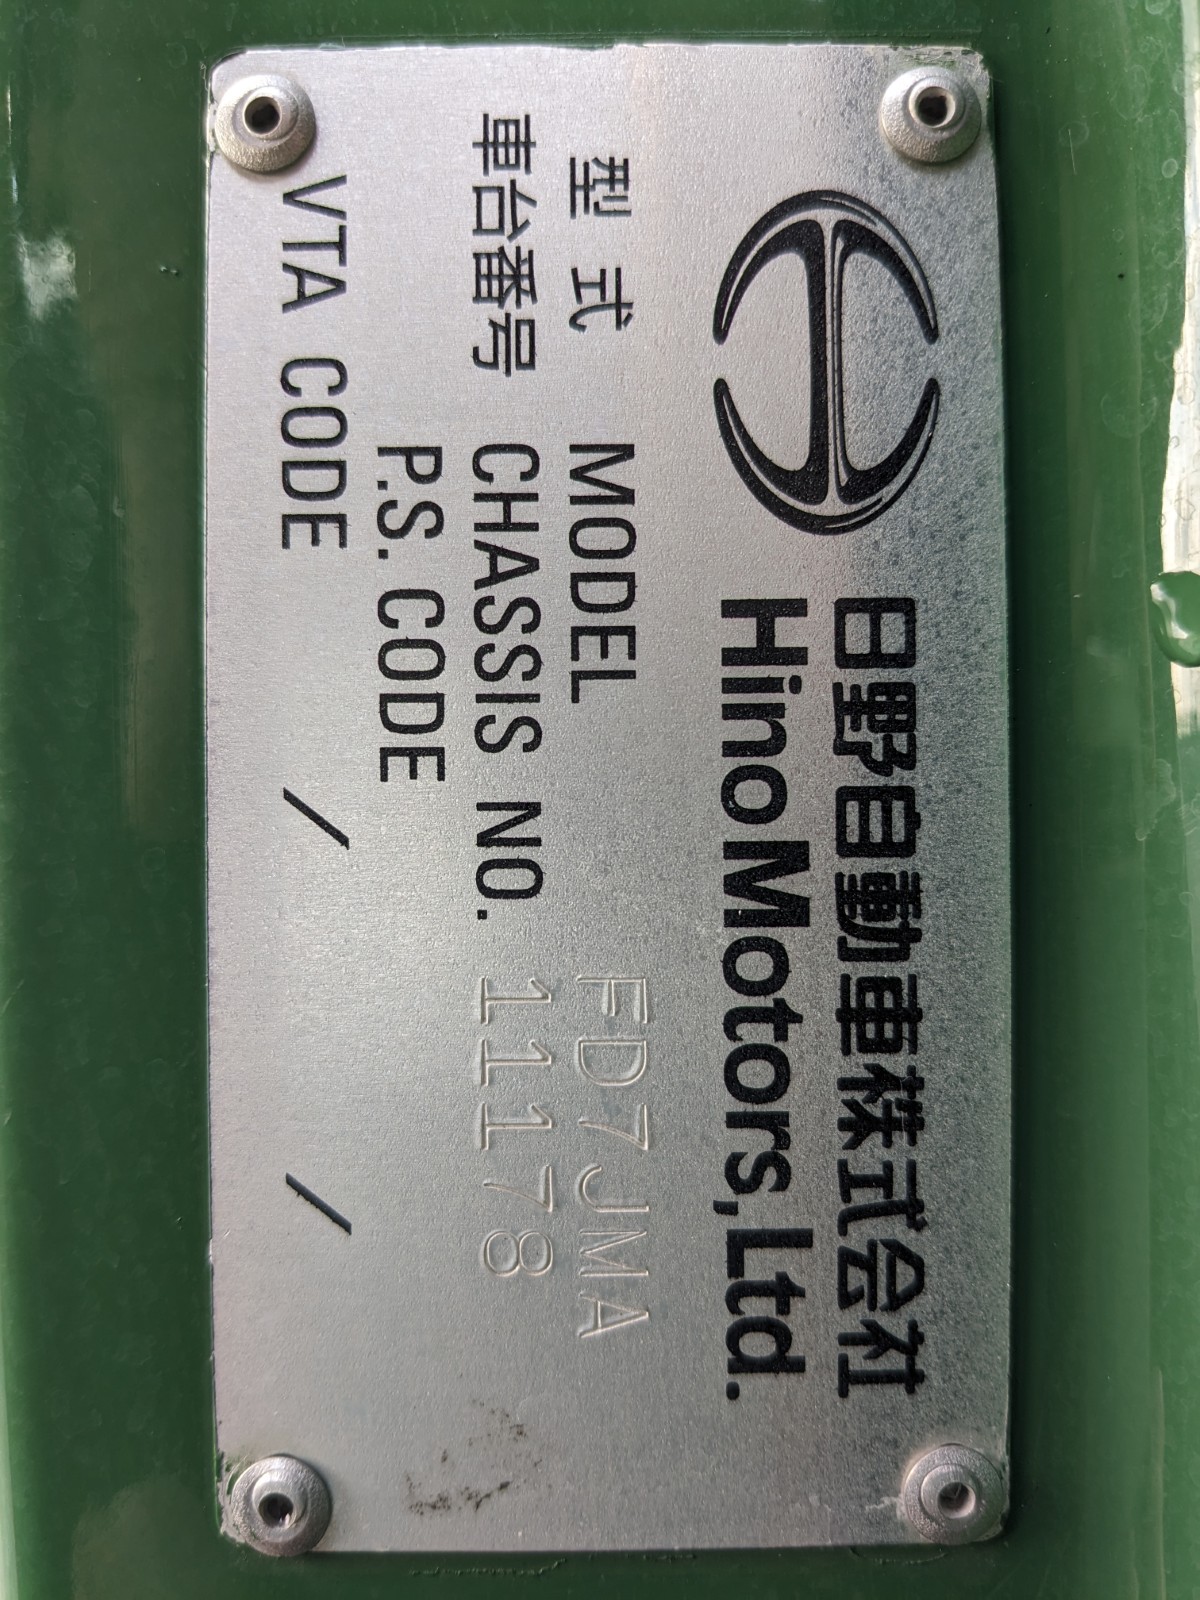 日野自動車株式会社
Hino Motors, Ltd.
型式 MODEL FD7JMA
車台番号 CHASSIS NO. 11178
P.S. CODE
VTA CODE / /